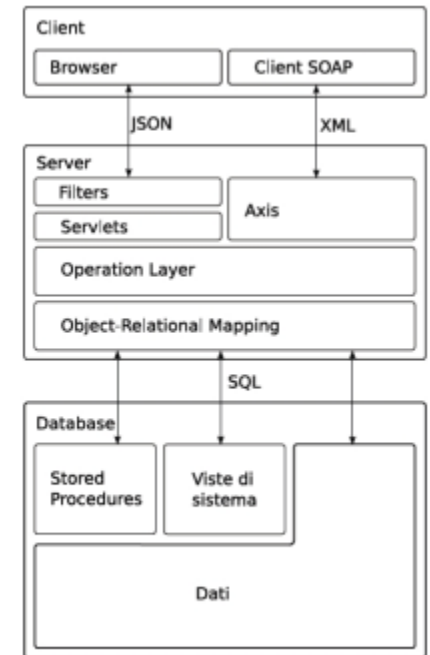 Client
Browser
Client SOAP
JSON
XML
Server
Filters
Axis
Servlets
Operation Layer
Object-Relational Mapping
SQL
Database
Stored
Procedures
Viste di
sistema
Dati